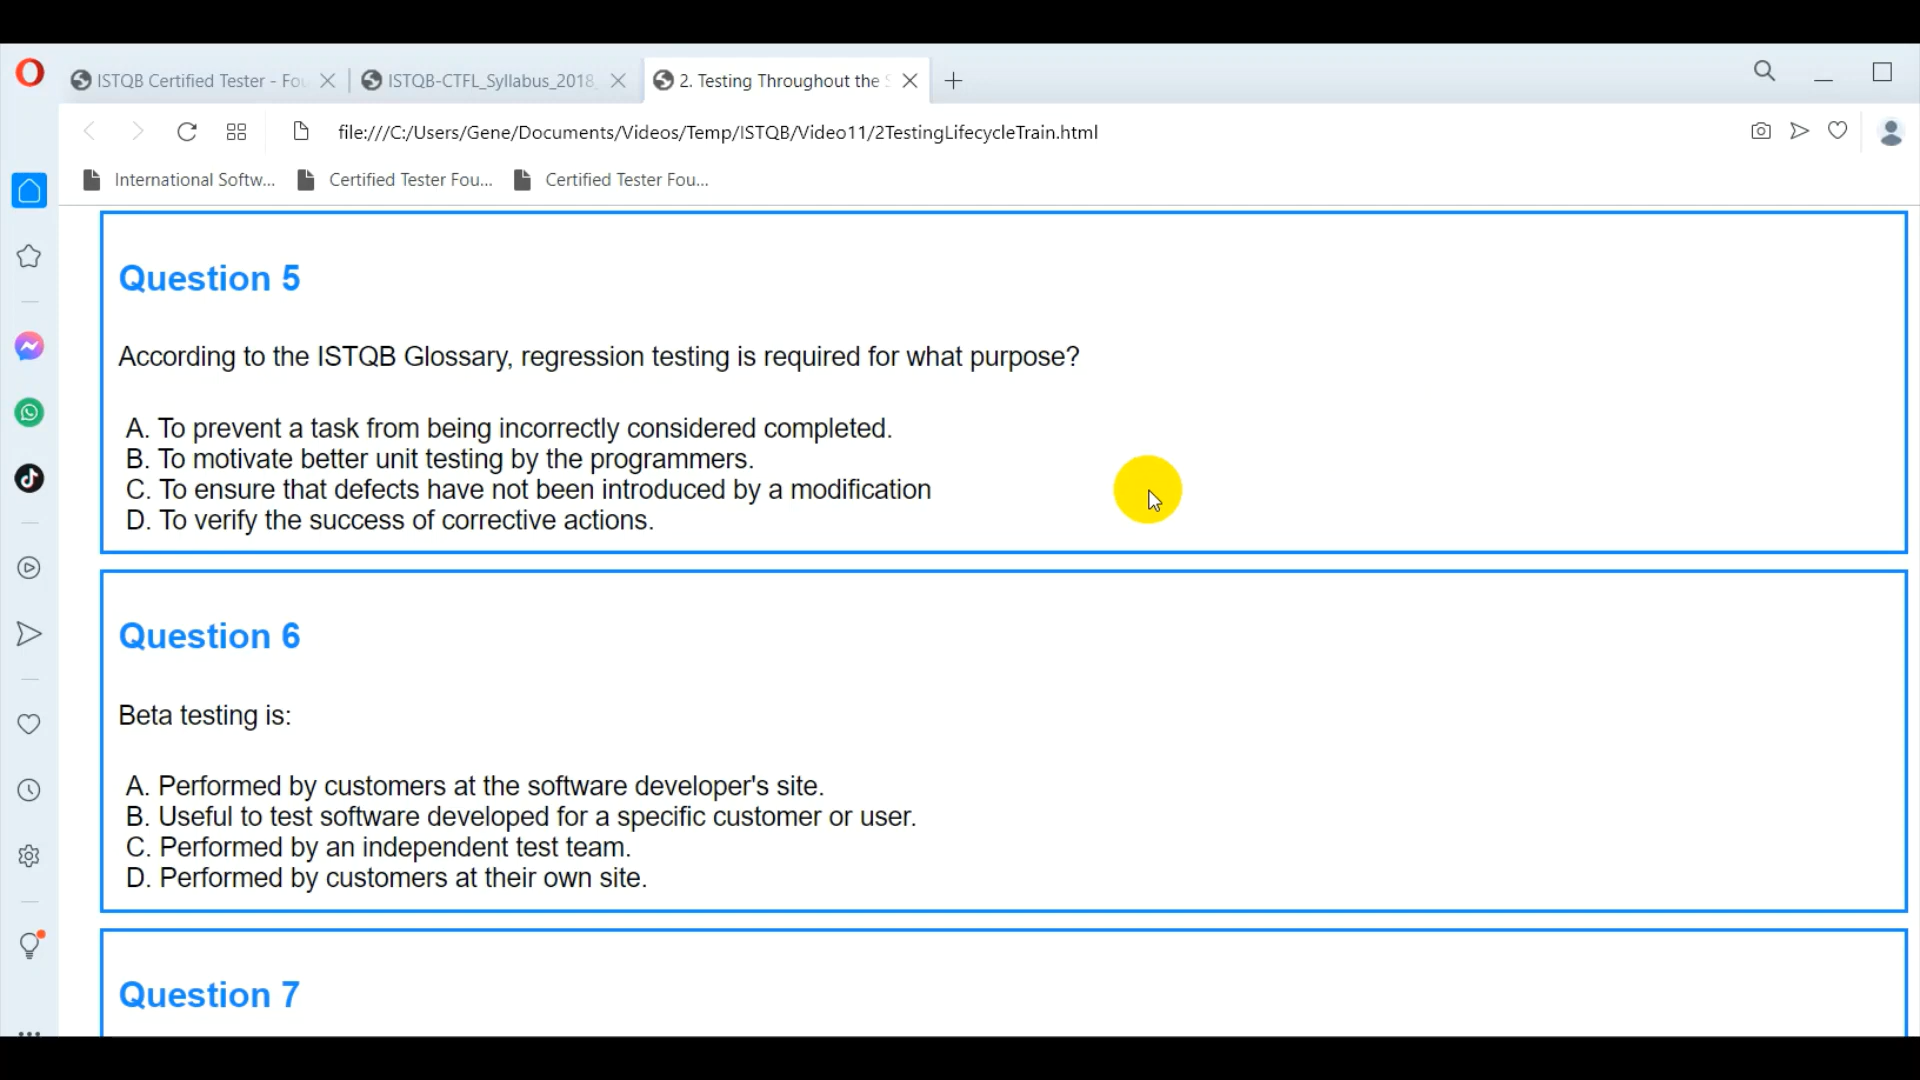 ISTQB Certified Tester - Fou
ISTQB-CTFL_Syllabus_2018_
2. Testing Throughout the S
file:///C:/Users/Gene/Documents/Videos/Temp/ISTQB/Video11/2TestingLifecycleTrain.html
International Softw...
Certified Tester Fou...
Certified Tester Fou...
Question 5
According to the ISTQB Glossary, regression testing is required for what purpose?
A. To prevent a task from being incorrectly considered completed.
B. To motivate better unit testing by the programmers.
C. To ensure that defects have not been introduced by a modification
D. To verify the success of corrective actions.
Question 6
Beta testing is:
A. Performed by customers at the software developer's site.
B. Useful to test software developed for a specific customer or user.
C. Performed by an independent test team.
D. Performed by customers at their own site.
Question 7